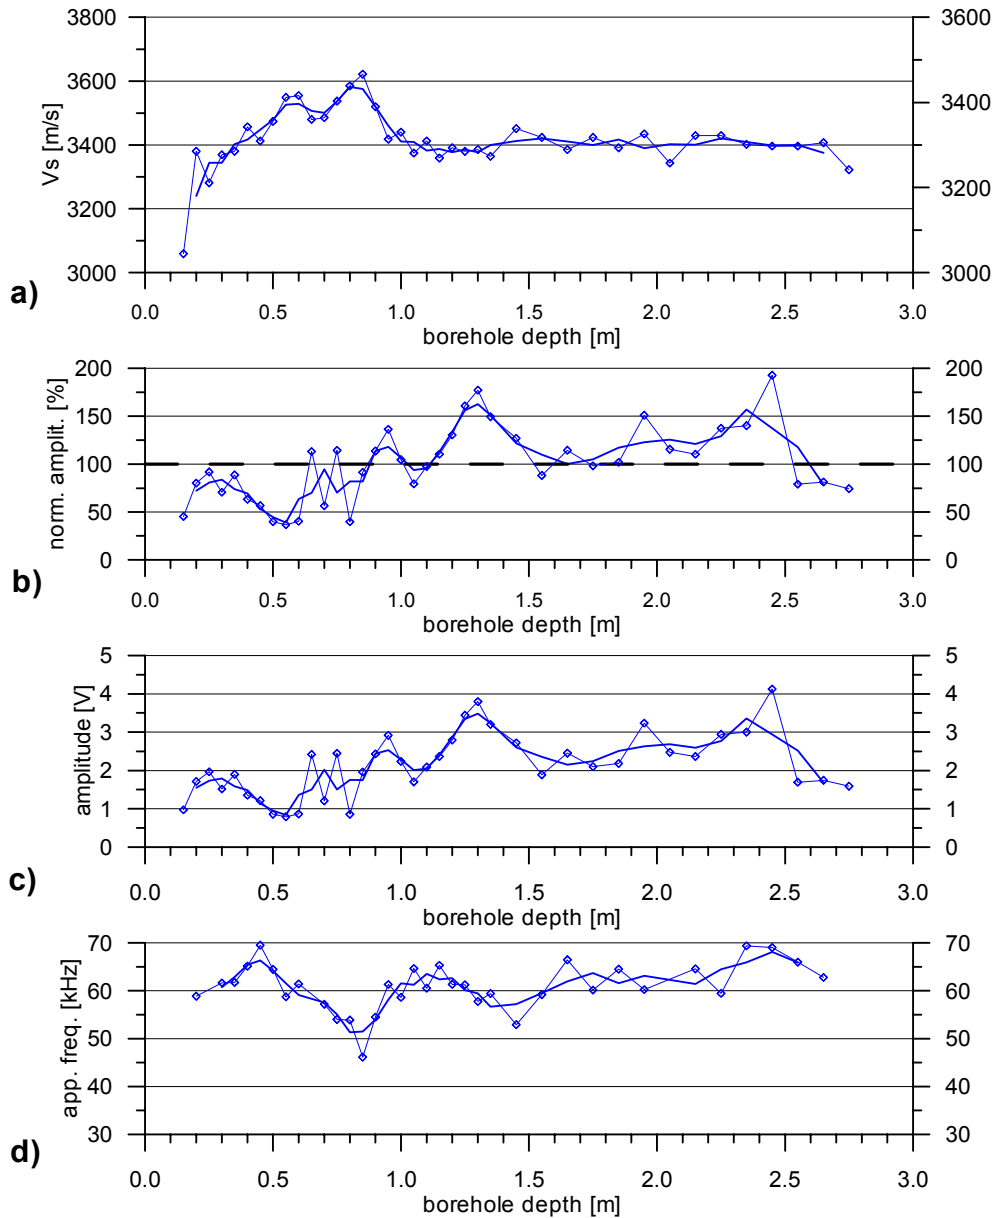 3800 3600
3600
3400
3400
3200
3200
3000 3000
Vs [m/s]
a)
0.0 0.5 1.0 1.5 2.0 2.5 3.0
borehole depth [m]
200 200
150 150
100 100
50 50
0 0
norm. amplit. [%]
b)
0.0 0.5 1.0 1.5 2.0 2.5 3.0
borehole depth [m]
5 5
4 4
3 3
2 2
1 1
0 0
amplitude [V]
c)
0.0 0.5 1.0 1.5 2.0 2.5 3.0
borehole depth [m]
70 70
60 60
50 50
40 40
30 30
app. freq. [kHz]
d)
0.0 0.5 1.0 1.5 2.0 2.5 3.0
borehole depth [m]